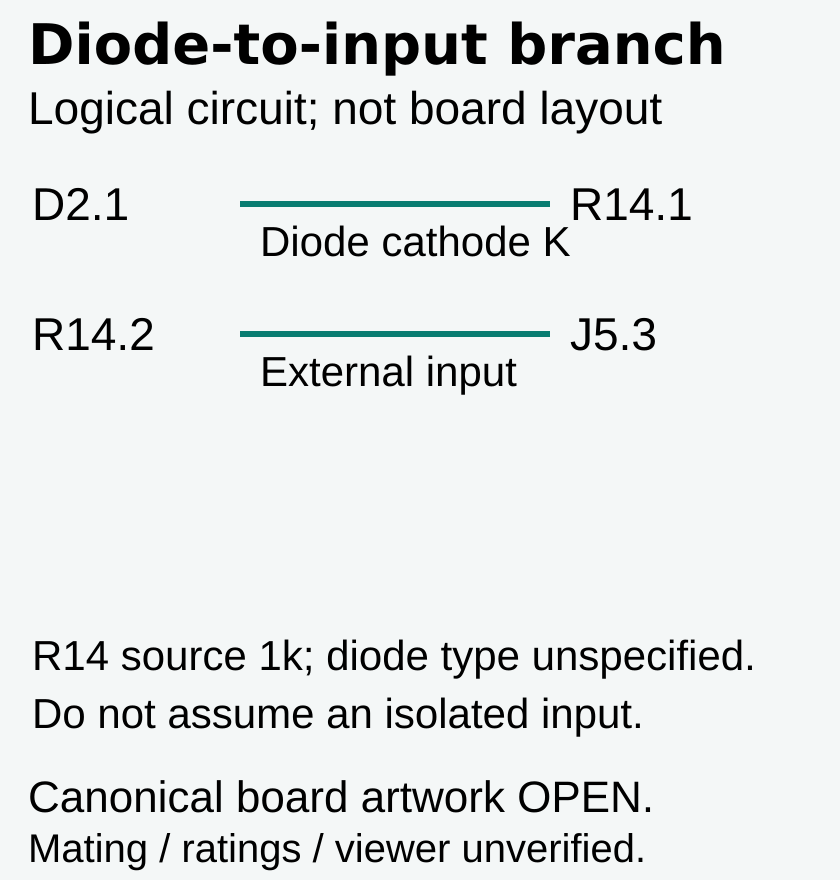 Diode-to-input branch
Logical circuit; not board layout
D2.1 R14.1
Diode cathode K
R14.2 J5.3
External input
R14 source 1k; diode type unspecified.
Do not assume an isolated input.
Canonical board artwork OPEN.
Mating / ratings / viewer unverified.